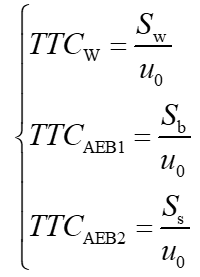 TTC_W = S_w / u_0
TTC_AEB1 = S_b / u_0
TTC_AEB2 = S_s / u_0